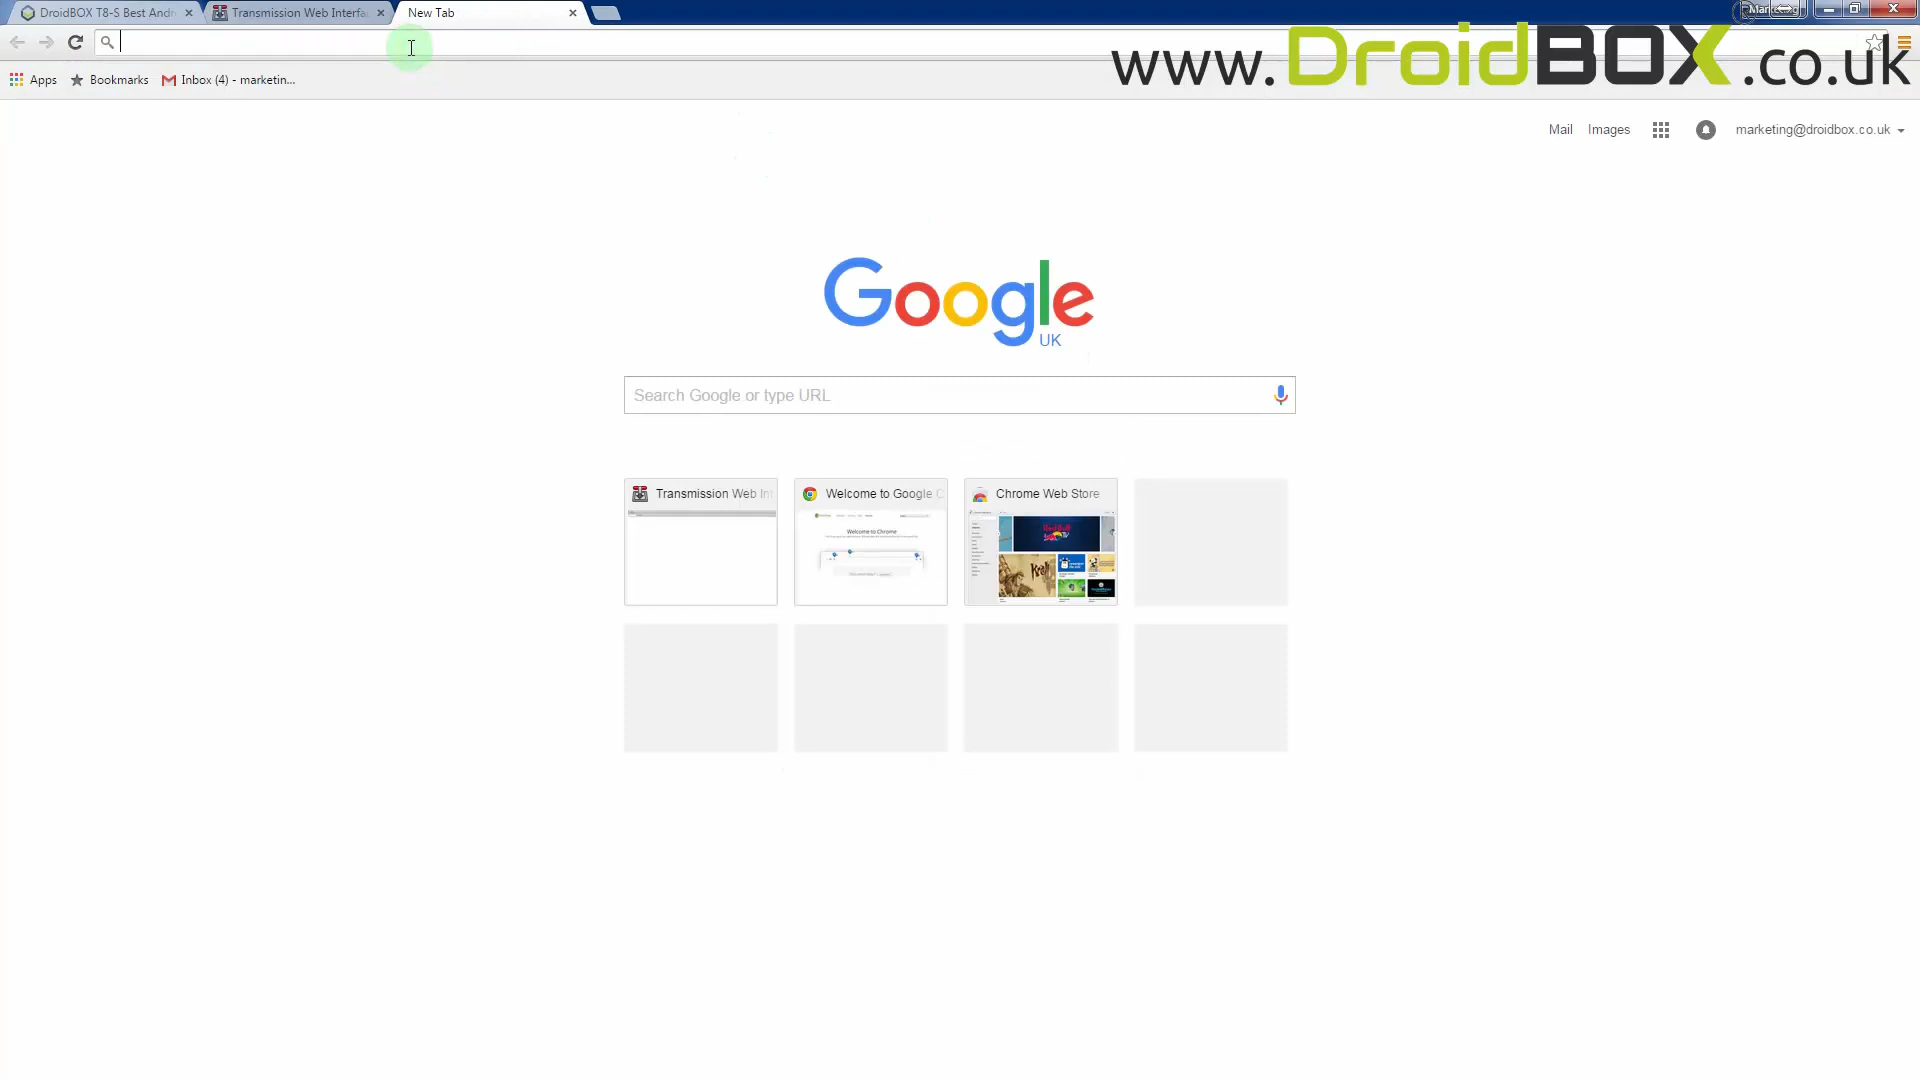 DroidBOX T8-S Best Andr
Transmission Web Interfa
New Tab
www.DroidBOX.co.uk
Apps
Bookmarks
Inbox (4) - marketin...
Mail
Images
marketing@droidbox.co.uk
Google
UK
Search Google or type URL
Transmission Web In
Welcome to Google C
Chrome Web Store
Welcome to Chrome